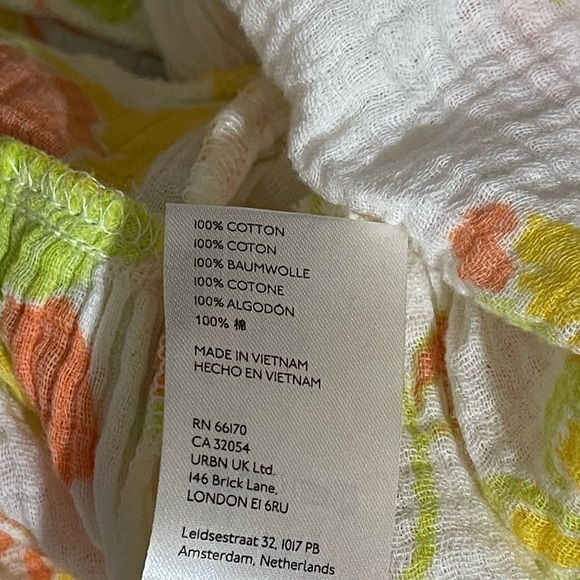 100% COTTON
100% COTON
100% BAUMWOLLE
100% COTONE
100% ALGODÓN
100% 棉
MADE IN VIETNAM
HECHO EN VIETNAM
RN 66170
CA 32054
URBN UK Ltd.
146 Brick Lane,
LONDON E1 6RU
Leidsestraat 32, 1017 PB
Amsterdam, Netherlands